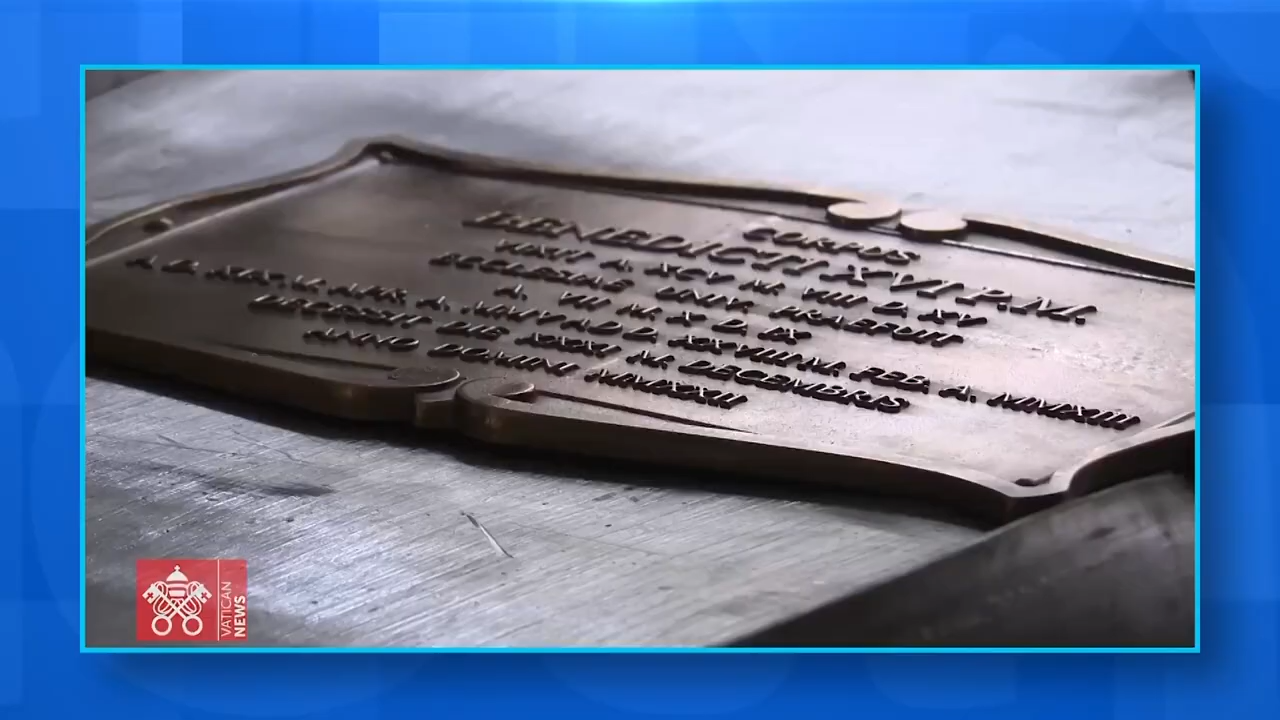 CORPUS
BENEDICTI XVI P.M.
VIXIT A. XCV M. VIII D. XV
ECCLESIAE UNIV. PRAEFUIT
A. VII M. X D. IX
A D. XIX M. APR. A. MMV AD D. XXVIII M. FEB. A. MMXIII
DECESSIT DIE XXXI M. DECEMBRIS
ANNO DOMINI MMXXII
VATICAN
NEWS